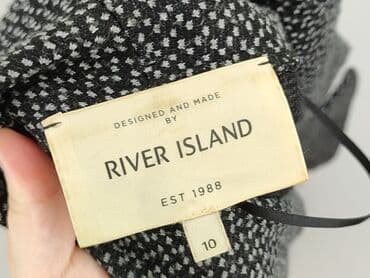 DESIGNED AND MADE
BY
RIVER ISLAND
EST 1988
10